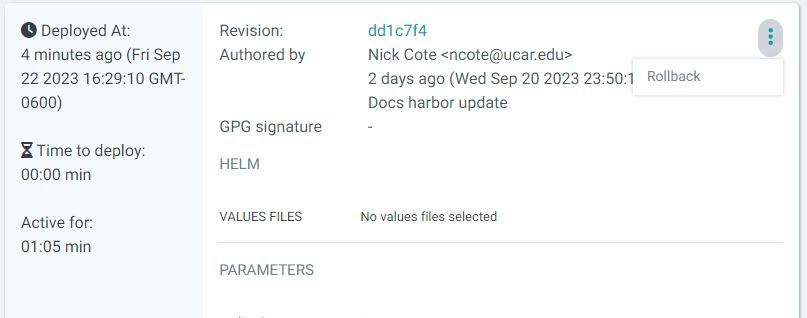 Deployed At:
4 minutes ago (Fri Sep
22 2023 16:29:10 GMT-
0600)
Time to deploy:
00:00 min
Active for:
01:05 min
Revision: dd1c7f4
Authored by Nick Cote <ncote@ucar.edu>
2 days ago (Wed Sep 20 2023 23:50:1
Rollback
Docs harbor update
GPG signature -
HELM
VALUES FILES No values files selected
PARAMETERS